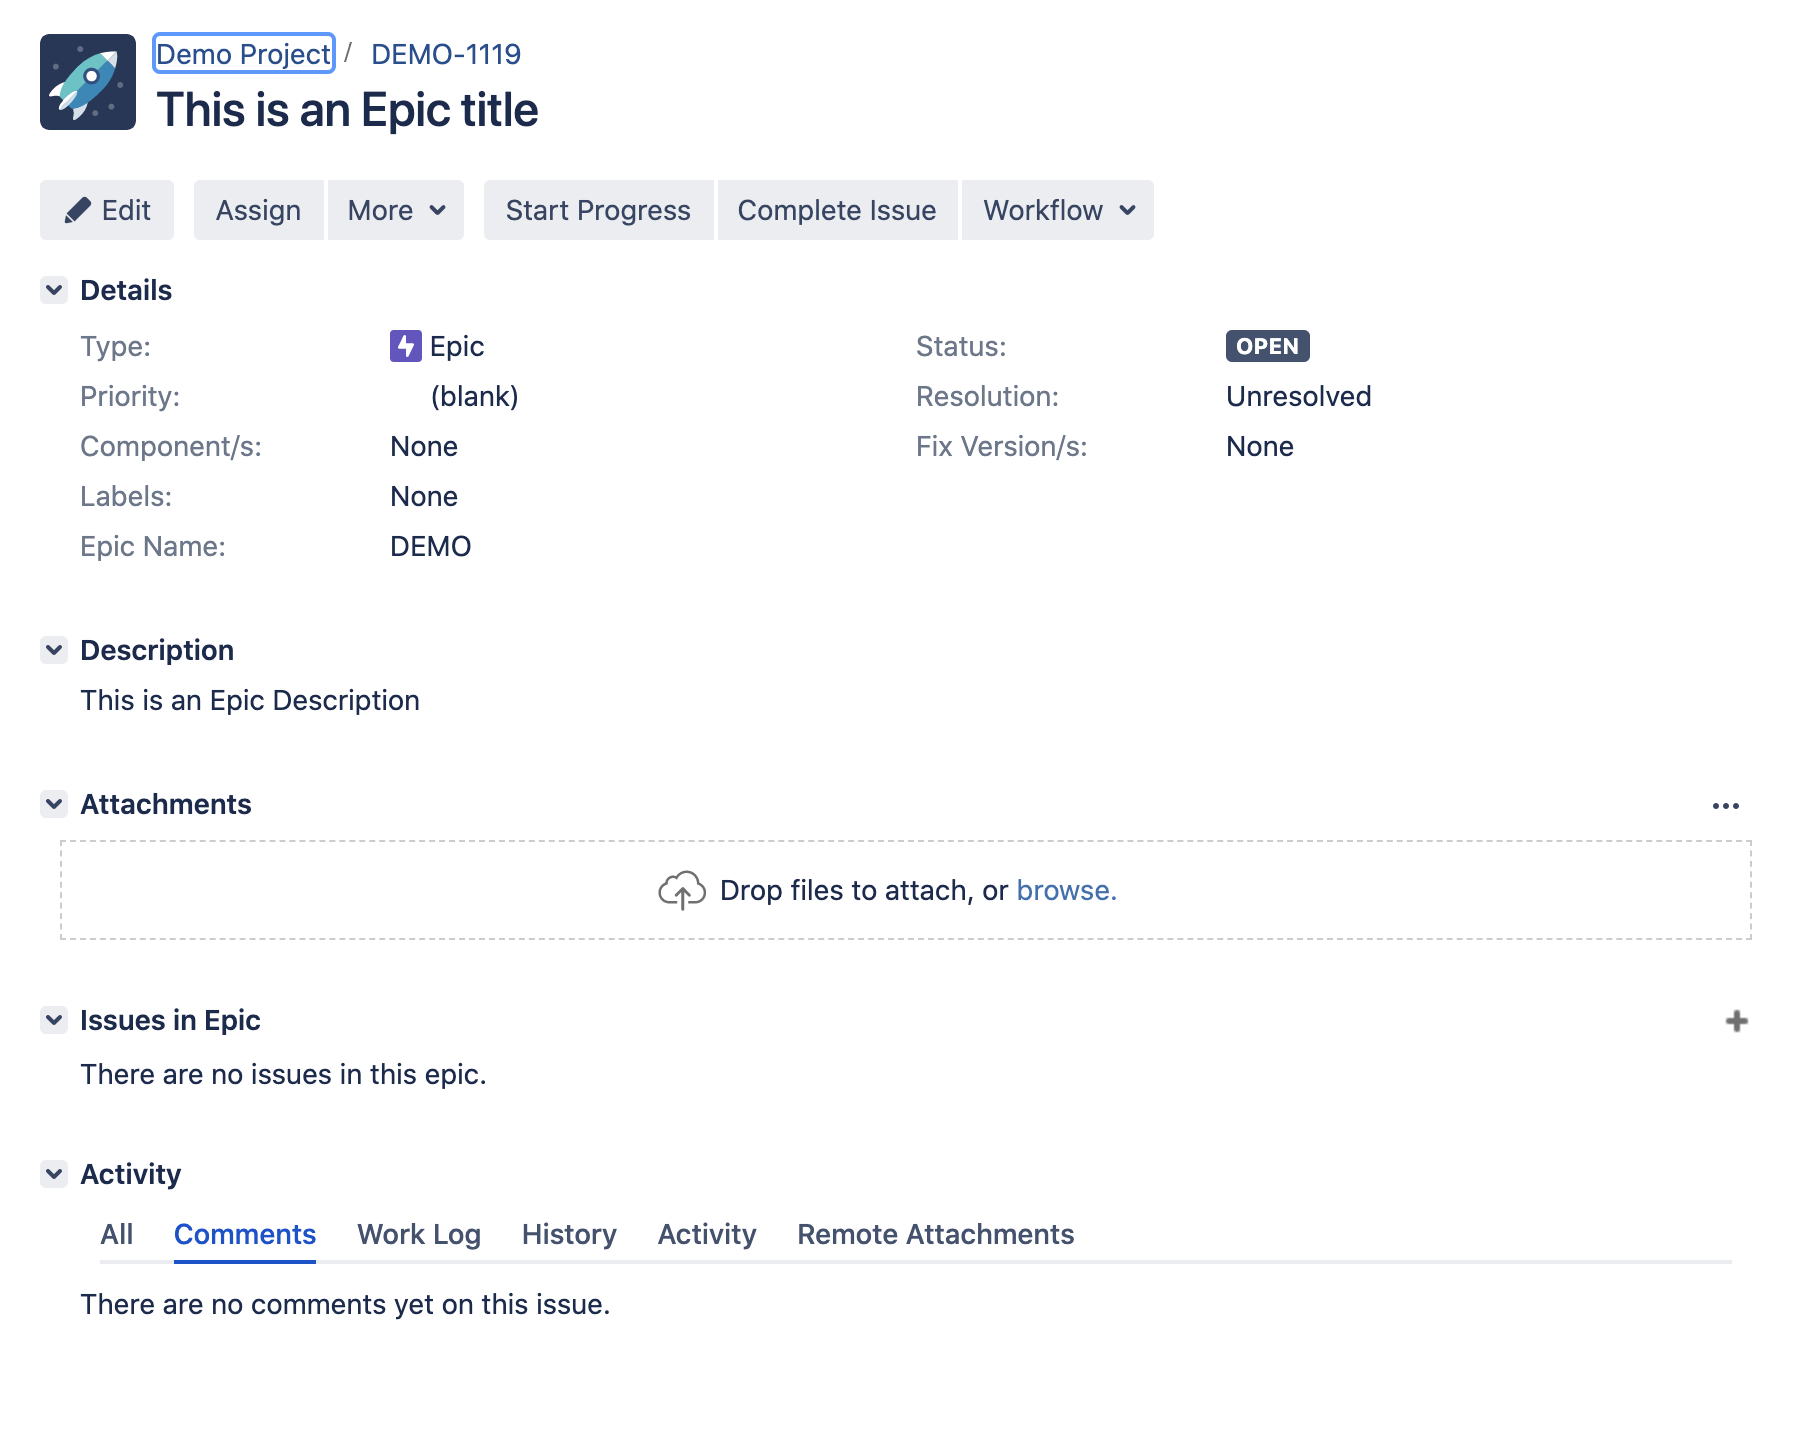 Demo Project / DEMO-1119
This is an Epic title
Edit Assign More Start Progress Complete Issue Workflow
Details
Type: Epic Status: OPEN
Priority: (blank) Resolution: Unresolved
Component/s: None Fix Version/s: None
Labels: None
Epic Name: DEMO
Description
This is an Epic Description
Attachments
Drop files to attach, or browse.
Issues in Epic
There are no issues in this epic.
Activity
All Comments Work Log History Activity Remote Attachments
There are no comments yet on this issue.